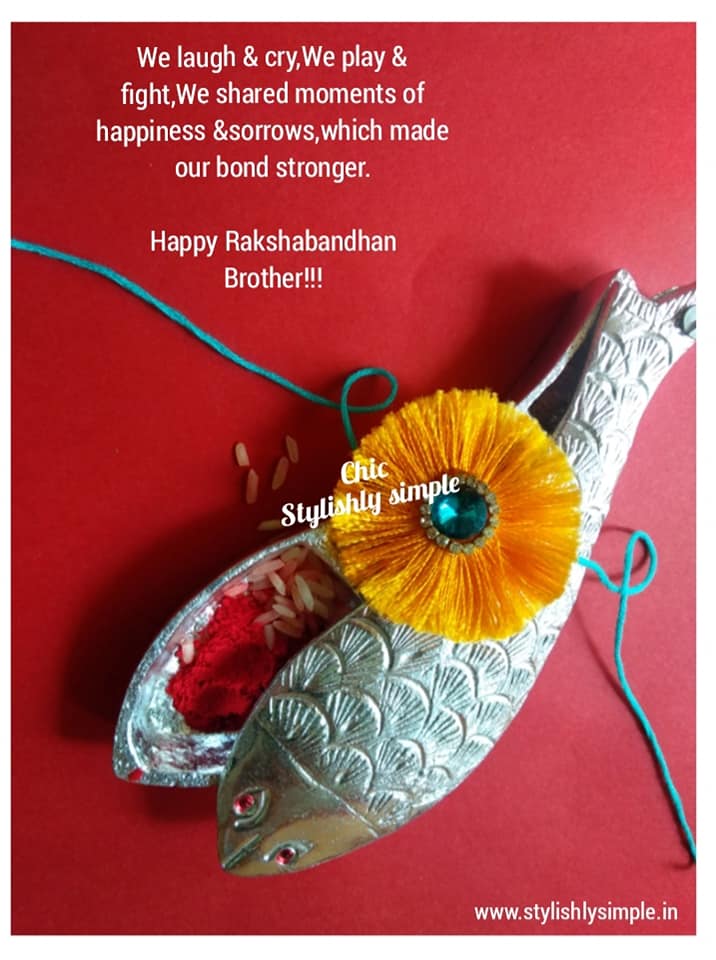 We laugh & cry,We play &
fight,We shared moments of
happiness &sorrows,which made
our bond stronger.
Happy Rakshabandhan
Brother!!!
Chic
Stylishly simple
www.stylishlysimple.in